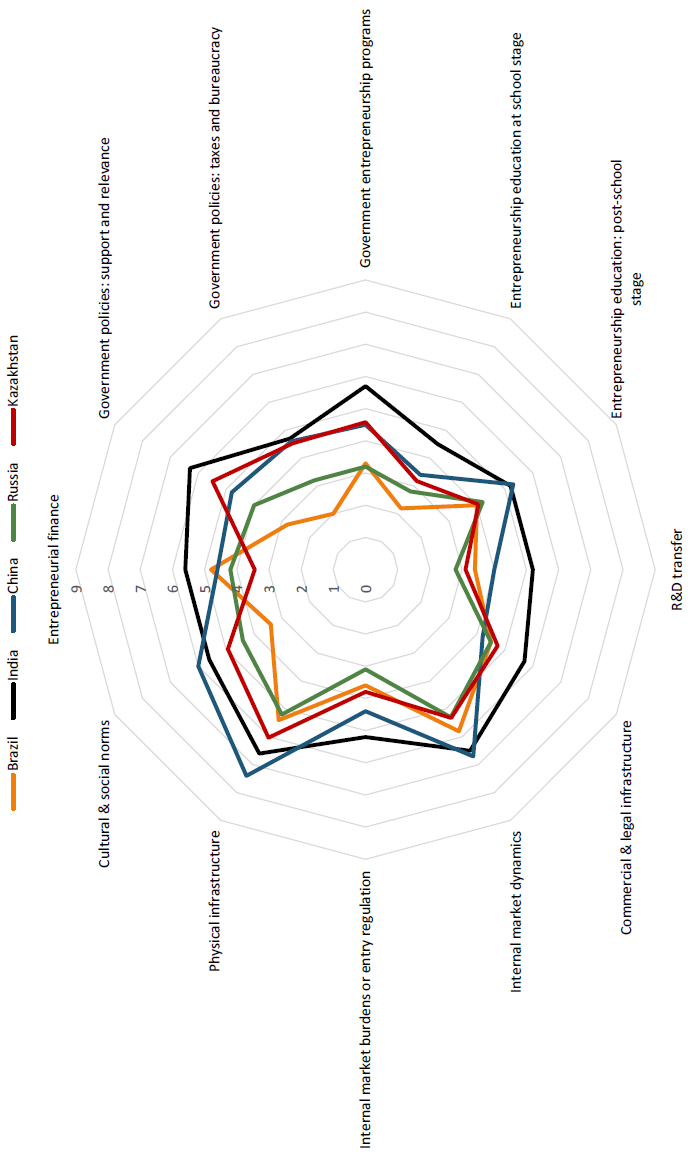 Entrepreneurial finance
Government policies: support and relevance
Government policies: taxes and bureaucracy
Government entrepreneurship programs
Entrepreneurship education at school stage
Entrepreneurship education: post-school
stage
R&D transfer
Commercial & legal infrastructure
Internal market dynamics
Internal market burdens or entry regulation
Physical infrastructure
Cultural & social norms
9
8
7
6
5
4
3
2
1
0
Brazil
India
China
Russia
Kazakhstan